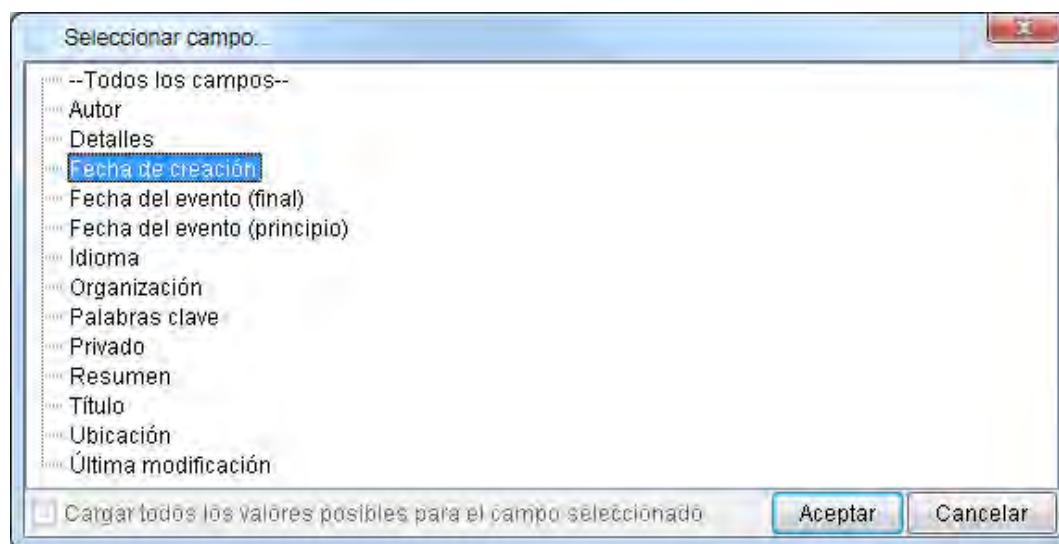 Seleccionar campo...
--Todos los campos--
Autor
Detalles
Fecha de creación
Fecha del evento (final)
Fecha del evento (principio)
Idioma
Organización
Palabras clave
Privado
Resumen
Título
Ubicación
Última modificación
Cargar todos los valores posibles para el campo seleccionado
Aceptar
Cancelar